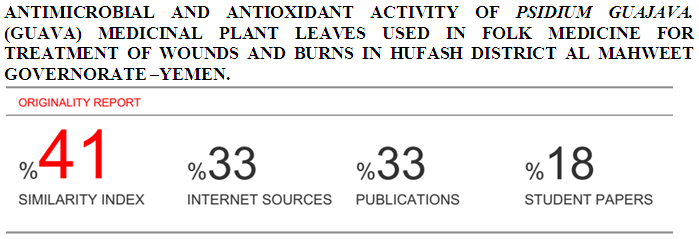 ANTIMICROBIAL AND ANTIOXIDANT ACTIVITY OF PSIDIUM GUAJAVA.
(GUAVA) MEDICINAL PLANT LEAVES USED IN FOLK MEDICINE FOR
TREATMENT OF WOUNDS AND BURNS IN HUFASH DISTRICT AL MAHWEET
GOVERNORATE –YEMEN.
ORIGINALITY REPORT
%41 %33 %33 %18
SIMILARITY INDEX INTERNET SOURCES PUBLICATIONS STUDENT PAPERS